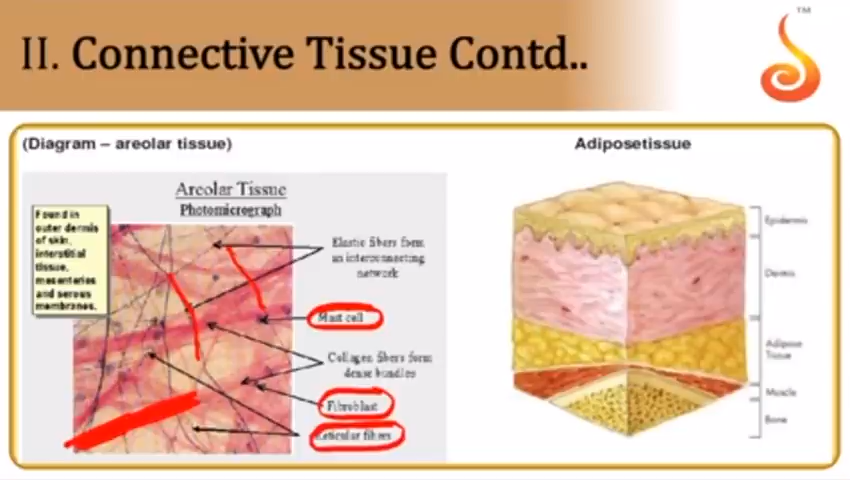 TM
II. Connective Tissue Contd..
(Diagram – areolar tissue)
Adiposetissue
Areolar Tissue
Photomicrograph
Found in
outer dermis
of skin,
interstitial
tissue,
mesenteries
and serous
membranes.
Elastic fibers form
an interconnecting
network
Mast cell
Collagen fibers form
dense bundles
Fibroblast
Reticular fibers
Epidermis
Dermis
Adipose
Tissue
Muscle
Bone